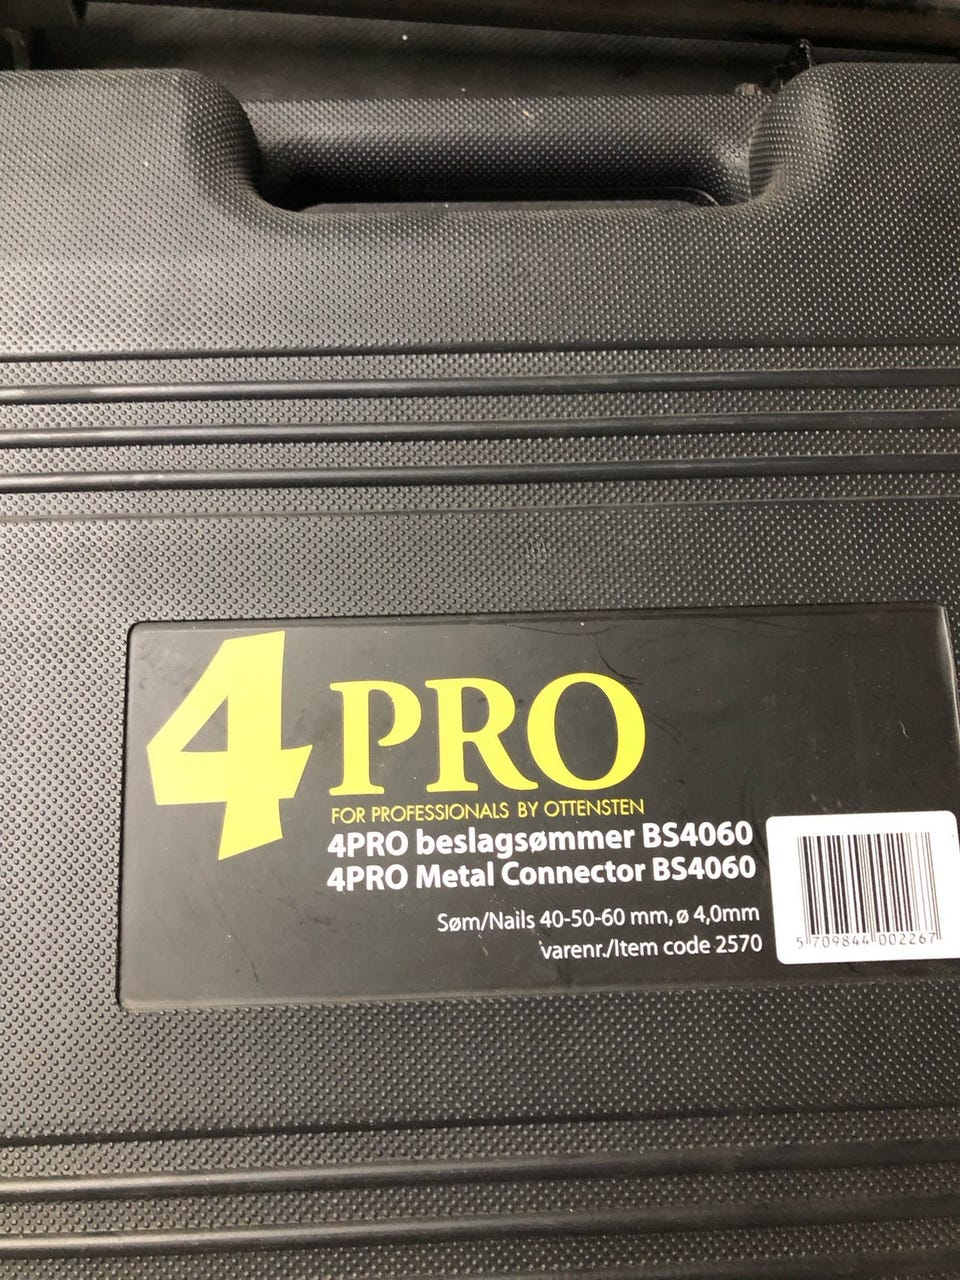 4PRO
FOR PROFESSIONALS BY OTTENSTEN
4PRO beslagsømmer BS4060
4PRO Metal Connector BS4060
Søm/Nails 40-50-60 mm, ø 4,0mm
varenr./Item code 2570
5 709844 002267